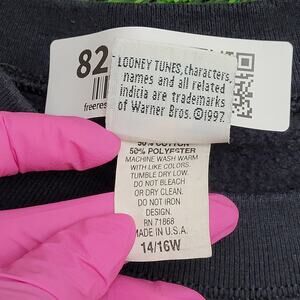 82
freeres
LOONEY TUNES, characters,
names and all related
indicia are trademarks
of Warner Bros. ©1997
50% POLYESTER
MACHINE WASH WARM
WITH LIKE COLORS.
TUMBLE DRY LOW.
DO NOT BLEACH
OR DRY CLEAN.
DO NOT IRON
DESIGN.
RN 71868
MADE IN U.S.A.
14/16W